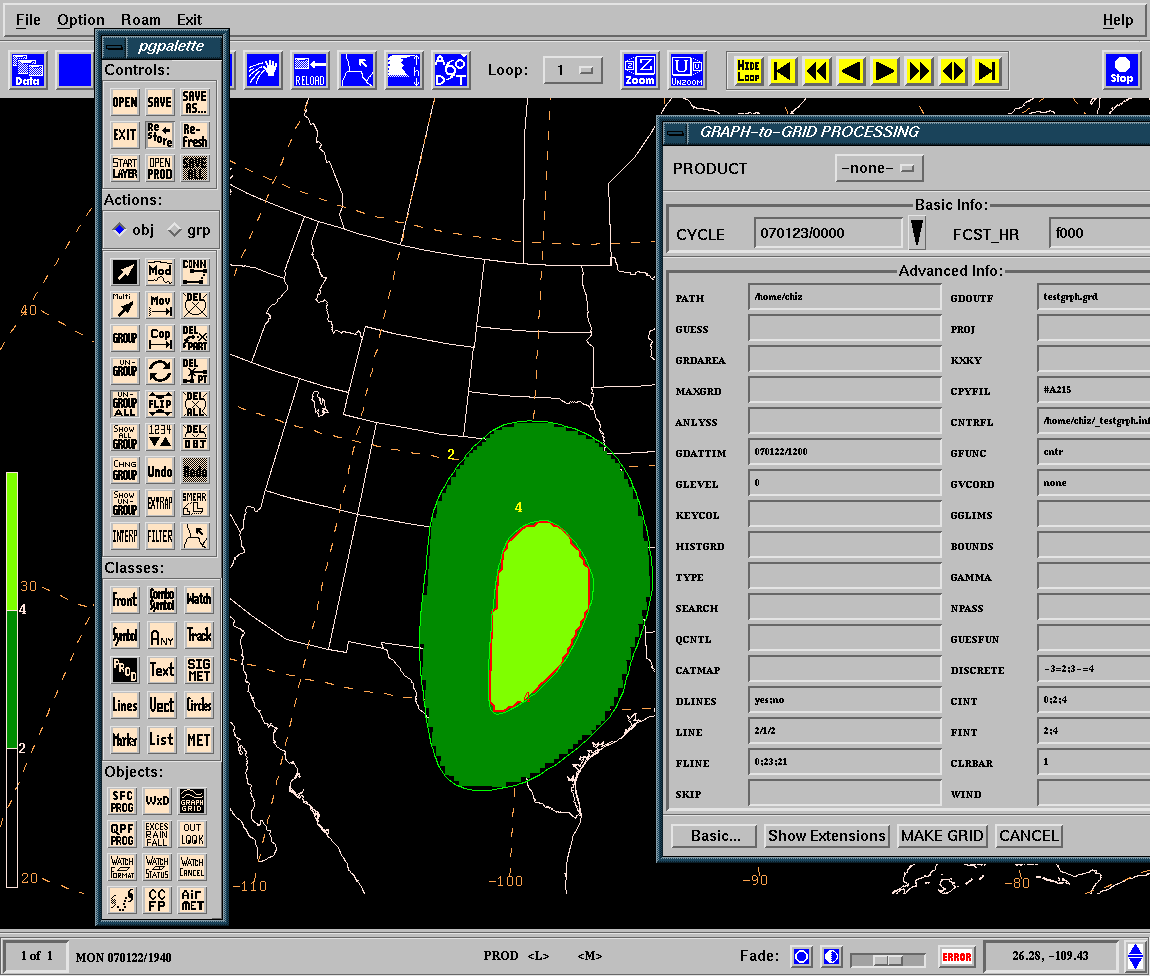 File Option Roam Exit Help
pgpalette
Data
RELOAD
Loop: 1
Zoom
UNZOOM
HIDE LOOP
Stop
Controls:
OPEN SAVE SAVE AS...
EXIT Re store Re-Fresh
START LAYER OPEN PROD SAVE ALL
Actions:
obj grp
Mod CONN
Multi Mov DEL
GROUP Cop DEL PART
UN-GROUP DEL PT
UN-GROUP ALL FLIP DEL ALL
SHOW ALL GROUP 1234 DEL OBJ
CHNG GROUP Undo Redo
SHOW UN-GROUP EXTRAP SMEAR
INTERP FILTER
Classes:
Front Combo Symbol Watch
Symbol ANY Track
PROD Text SIG MET
Lines Vect Circles
Marker List MET
Objects:
SFC PROG WxD GRAPH GRID
QPF PROG EXCES RAIN FALL OUT LOOK
WATCH FORMAT WATCH STATUS WATCH CANCEL
CC FP Air MET
GRAPH-to-GRID PROCESSING
PRODUCT -none-
Basic Info:
CYCLE 070123/0000 FCST_HR f000
Advanced Info:
PATH /home/chiz GDOUTF testgrph.grd
GUESS PROJ
GRDAREA KXKY
MAXGRD CPYFIL #A215
ANLYSS CNTRFL /home/chiz/_testgrph.inf
GDATTIM 070122/1200 GFUNC cntr
GLEVEL 0 GVCORD none
KEYCOL GGLIMS
HISTGRD BOUNDS
TYPE GAMMA
SEARCH NPASS
QCNTL GUESFUN
CATMAP DISCRETE -3=2;3-=4
DLINES yes;no CINT 0;2;4
LINE 2/1/2 FINT 2;4
FLINE 0;23;21 CLRBAR 1
SKIP WIND
Basic... Show Extensions MAKE GRID CANCEL
40
30
20
4
2
2
4
4
-110
-100
-90
-80
1 of 1 MON 070122/1940 PROD <L> <M> Fade: ERROR 26.28, -109.43